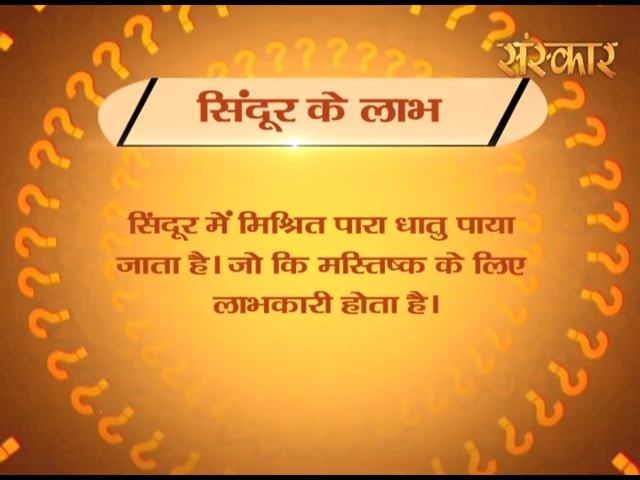 संस्कार
सिंदूर के लाभ
सिंदूर में मिश्रित पारा धातु पाया
जाता है। जो कि मस्तिष्क के लिए
लाभकारी होता है।